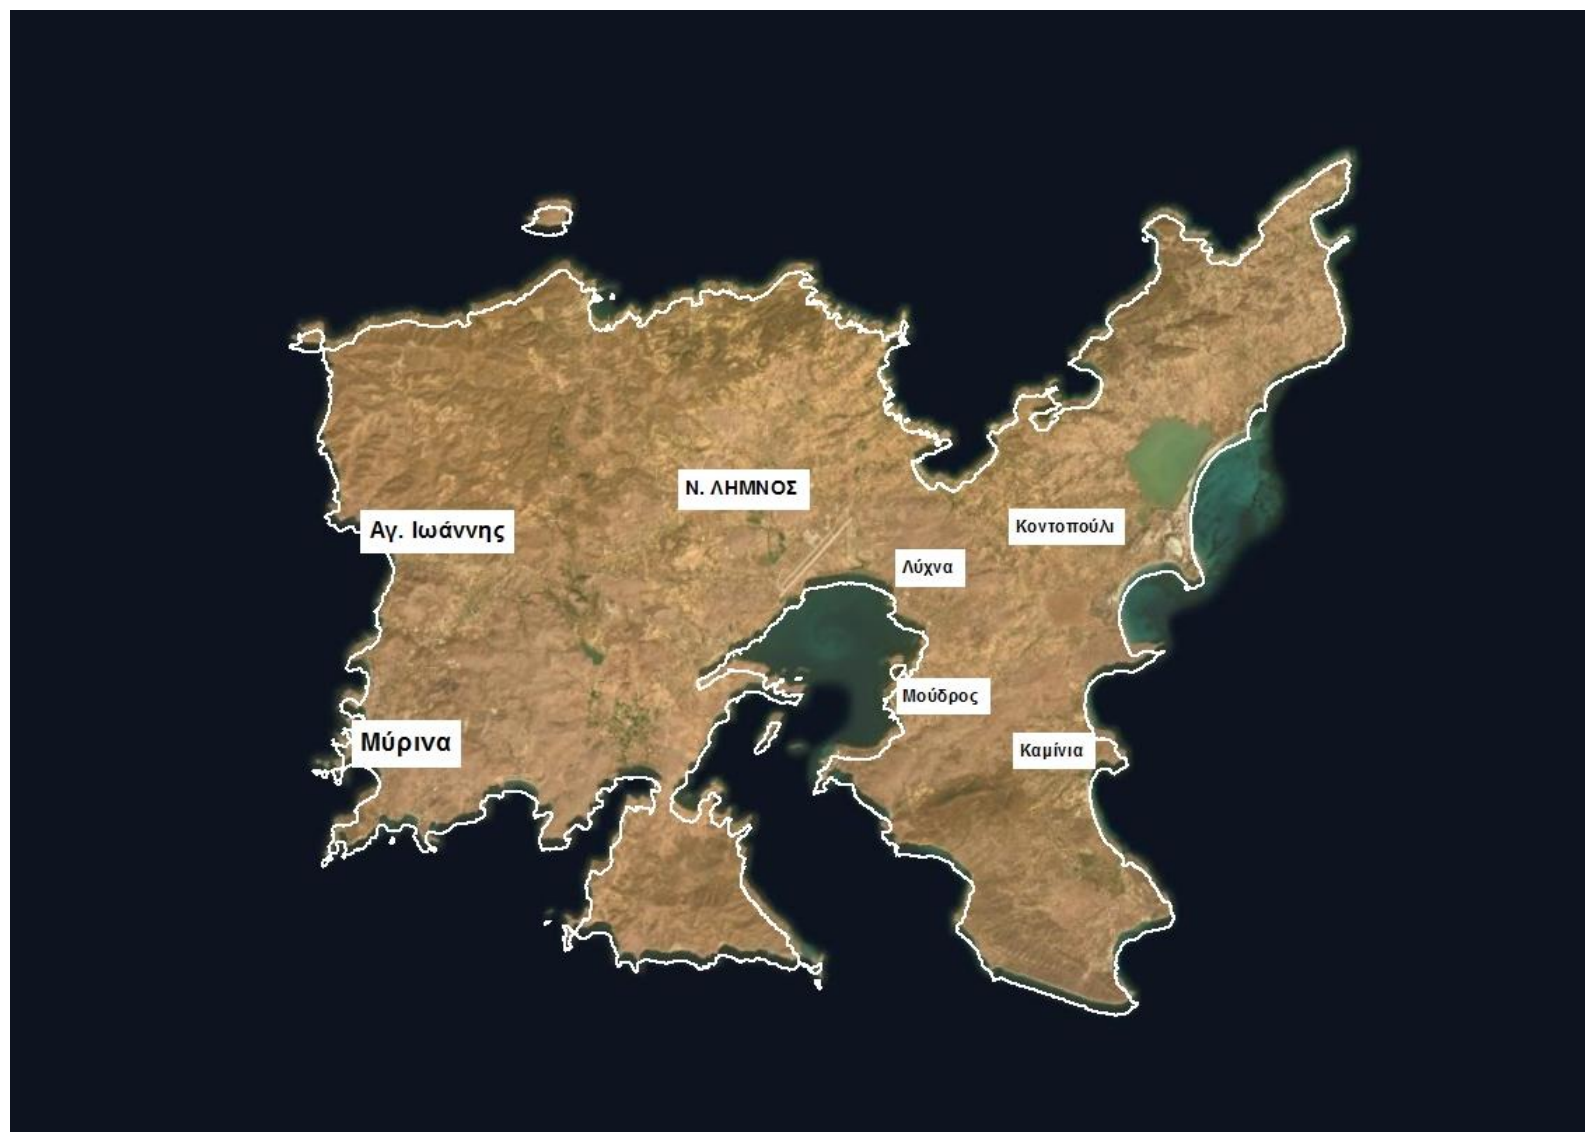 Ν. ΛΗΜΝΟΣ
Αγ. Ιωάννης
Κοντοπούλι
Λύχνα
Μούδρος
Μύρινα
Καμίνια